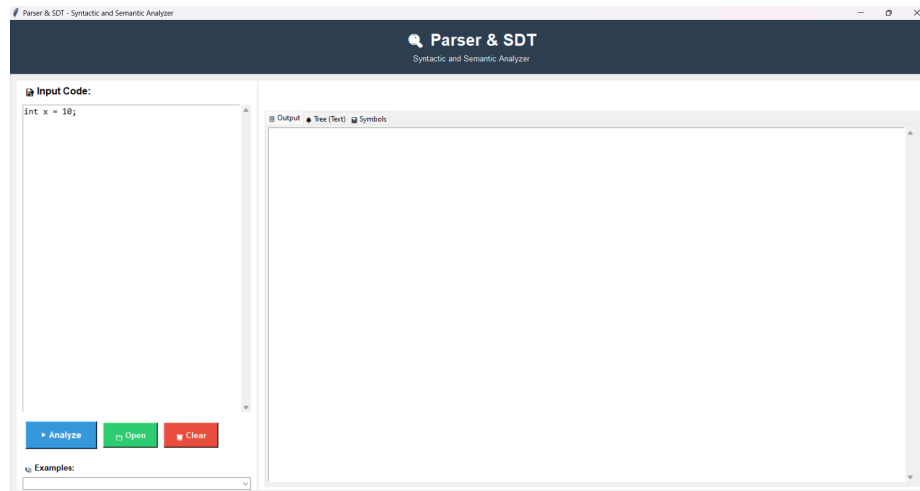 Parser & SDT - Syntactic and Semantic Analyzer
Parser & SDT
Syntactic and Semantic Analyzer
Input Code:
int x = 10;
Output Tree (Text) Symbols
Analyze Open Clear
Examples: